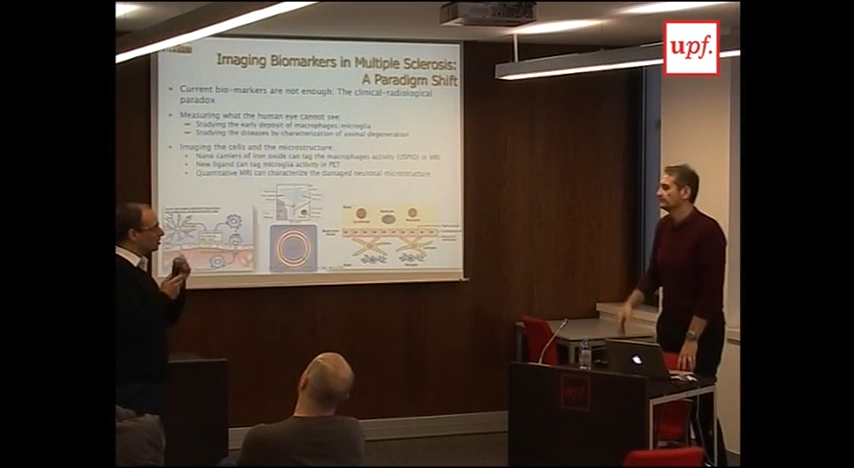 upf.
Imaging Biomarkers in Multiple Sclerosis:
A Paradigm Shift
Current bio-markers are not enough: The clinical-radiological
paradox
Measuring what the human eye cannot see:
Studying the early deposit of macrophages/microglia
Studying the diseases by characterization of axonal degeneration
Imaging the cells and the microstructure:
Nano carriers of iron oxide can tag the macrophages activity (USPIO) in MRI
New ligand can tag microglia activity in PET
Quantitative MRI can characterize the damaged neuronal microstructure
upf.